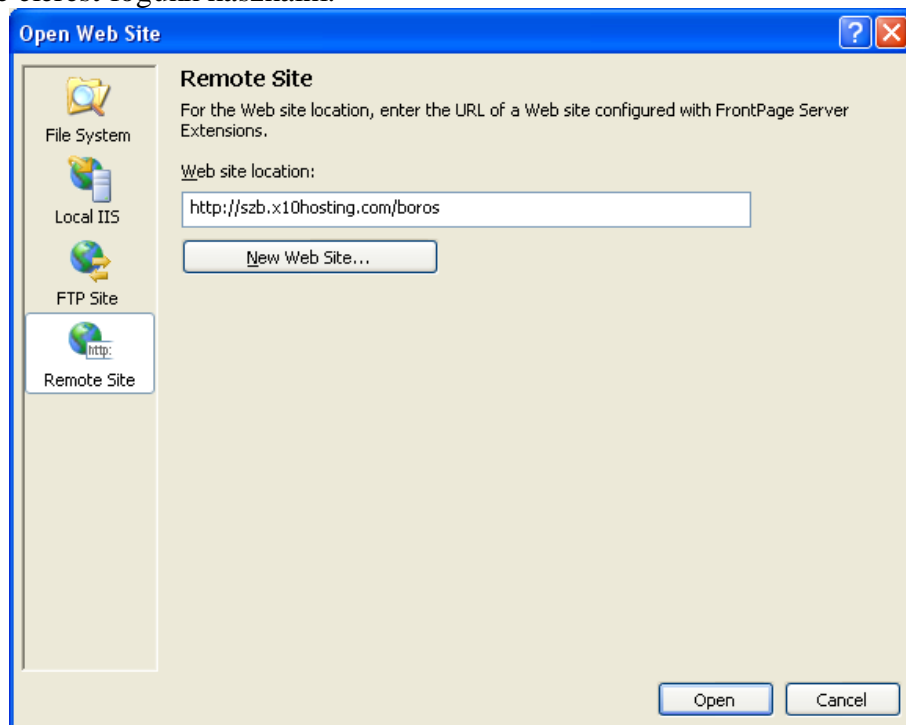 Open Web Site
File System
Local IIS
FTP Site
http:
Remote Site
Remote Site
For the Web site location, enter the URL of a Web site configured with FrontPage Server
Extensions.
Web site location:
http://szb.x10hosting.com/boros
New Web Site...
Open
Cancel